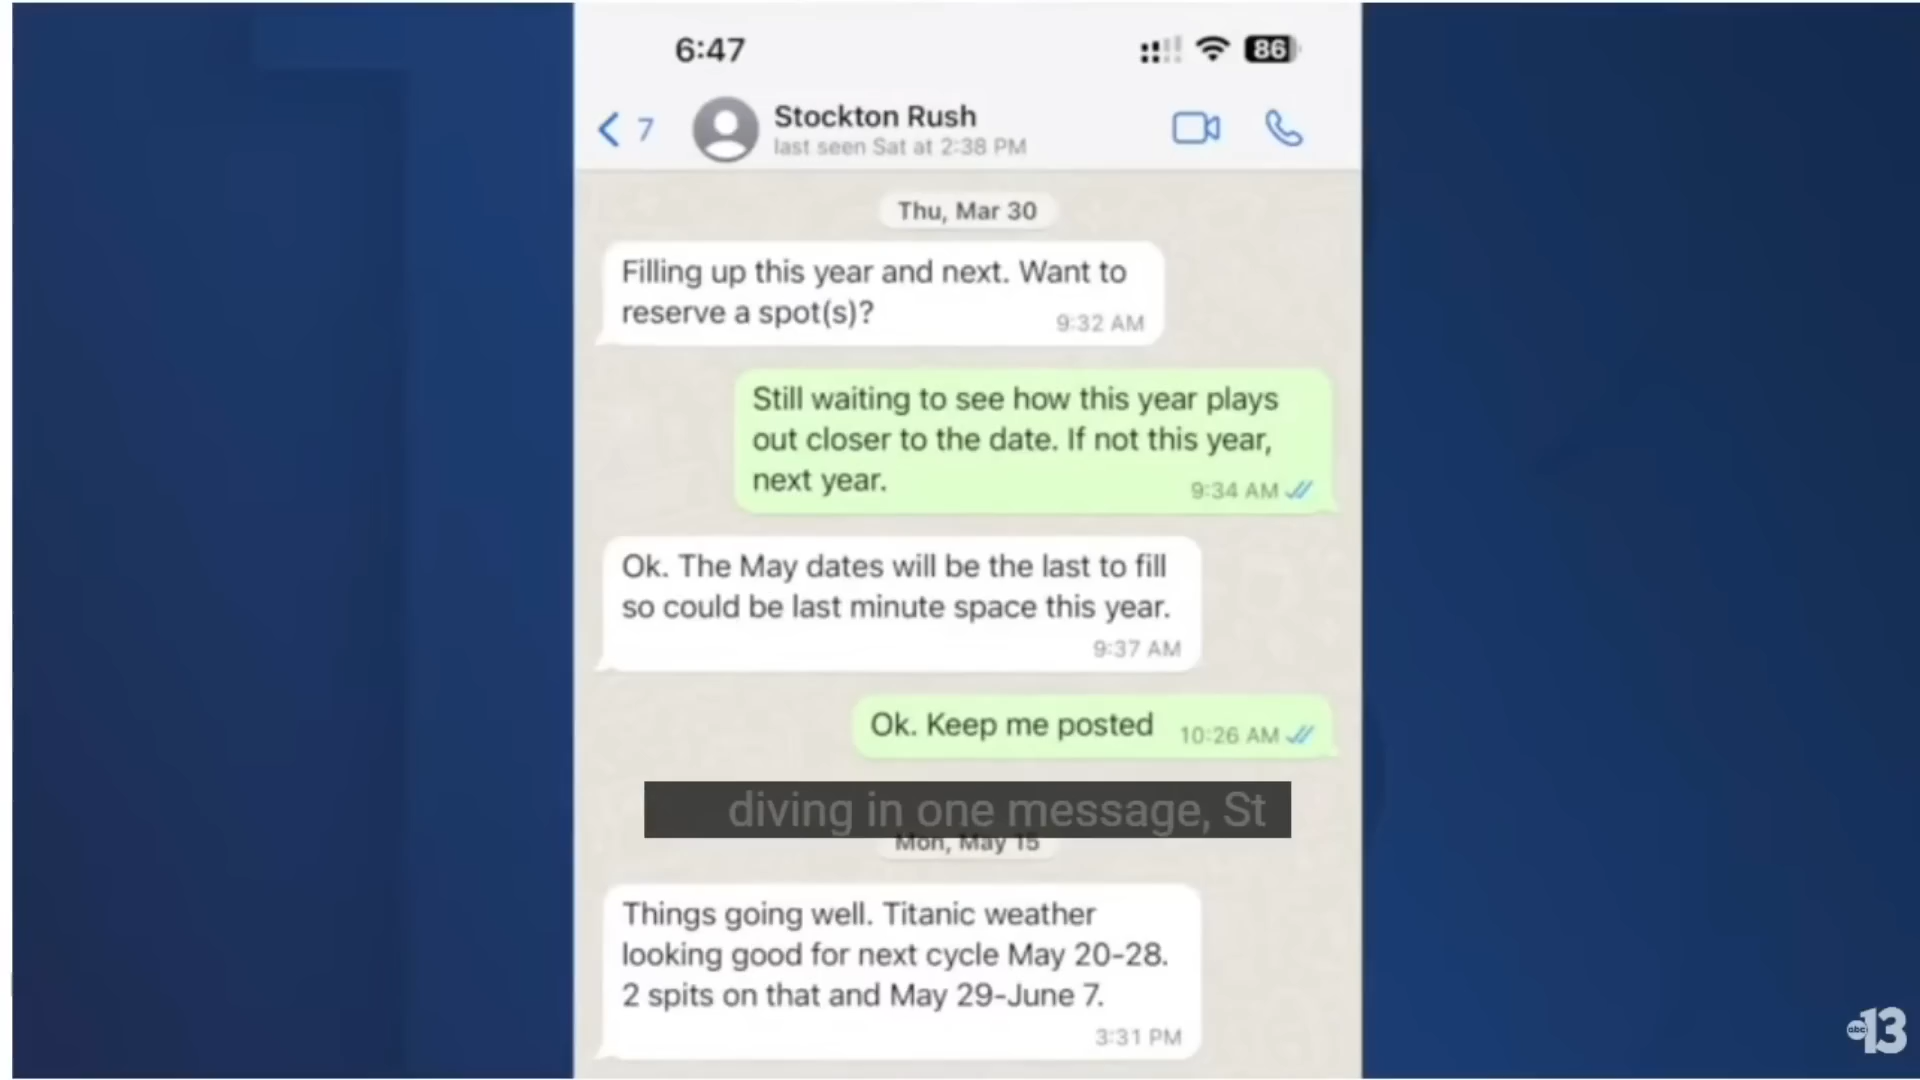 6:47
86
7
Stockton Rush
last seen Sat at 2:38 PM
Thu, Mar 30
Filling up this year and next. Want to
reserve a spot(s)?
9:32 AM
Still waiting to see how this year plays
out closer to the date. If not this year,
next year.
9:34 AM
Ok. The May dates will be the last to fill
so could be last minute space this year.
9:37 AM
Ok. Keep me posted
10:26 AM
diving in one message, St
Mon, May 15
Things going well. Titanic weather
looking good for next cycle May 20-28.
2 spits on that and May 29-June 7.
3:31 PM
abc 13